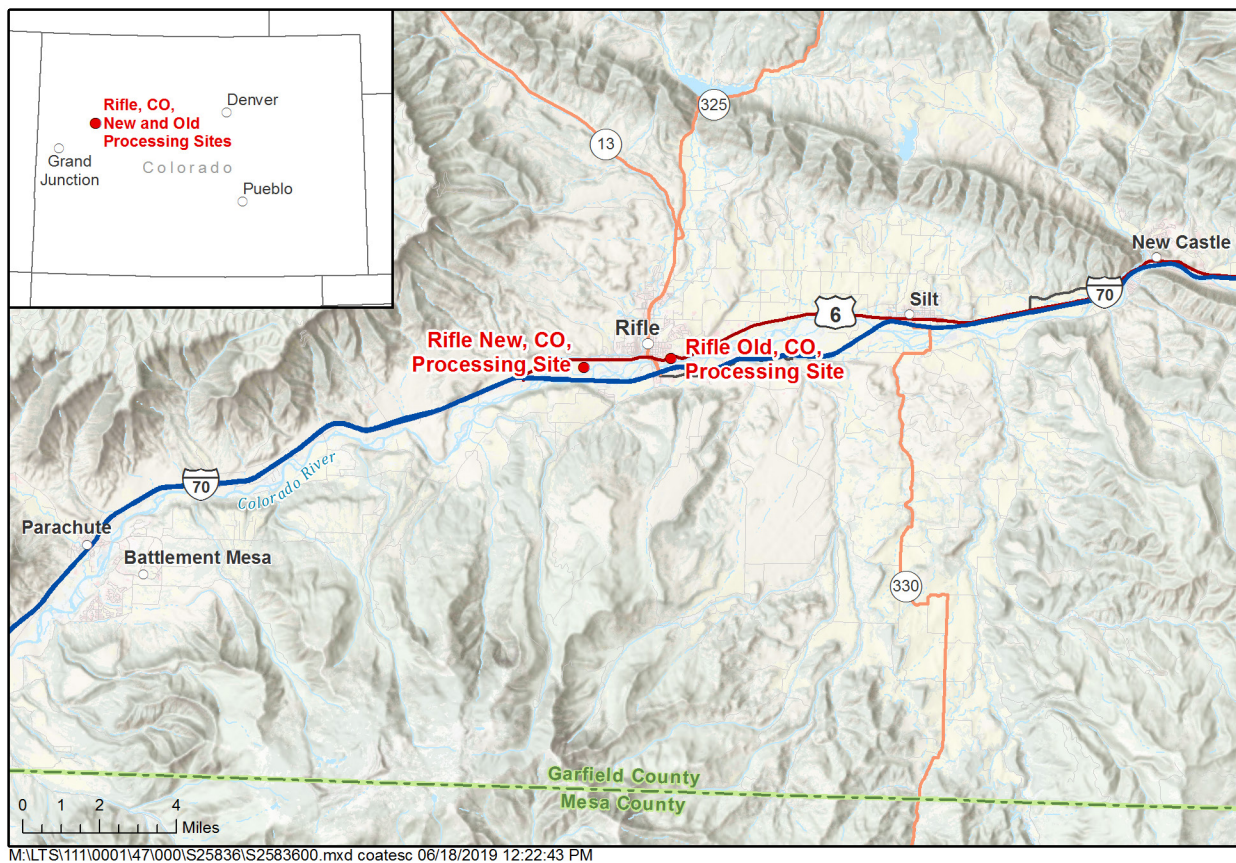 Rifle, CO,
New and Old
Processing Sites
Denver
Grand
Junction
Colorado
Pueblo
325
13
New Castle
70
Silt
6
Rifle
Rifle New, CO,
Processing Site
Rifle Old, CO,
Processing Site
70
Colorado River
Parachute
Battlement Mesa
330
Garfield County
Mesa County
0 1 2 4
Miles
M:\LTS\111\0001\47\000\S25836\S2583600.mxd coatesc 06/18/2019 12:22:43 PM